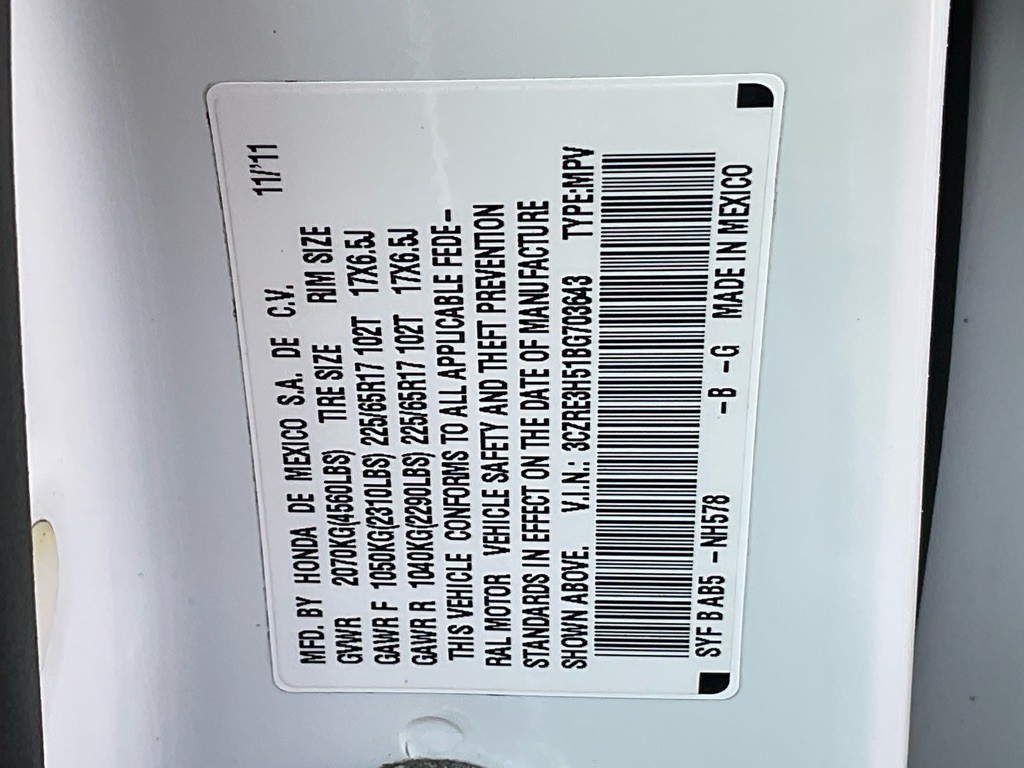 MFD. BY HONDA DE MEXICO S.A. DE C.V. 11/'11
GVWR 2070KG(4560LBS) TIRE SIZE RIM SIZE
GAWR F 1050KG(2310LBS) 225/65R17 102T 17X6.5J
GAWR R 1040KG(2290LBS) 225/65R17 102T 17X6.5J
THIS VEHICLE CONFORMS TO ALL APPLICABLE FEDE-
RAL MOTOR VEHICLE SAFETY AND THEFT PREVENTION
STANDARDS IN EFFECT ON THE DATE OF MANUFACTURE
SHOWN ABOVE. V.I.N.: 3CZRE3H51BG703643 TYPE:MPV
SYF B AB5 -NH578 -B -G MADE IN MEXICO